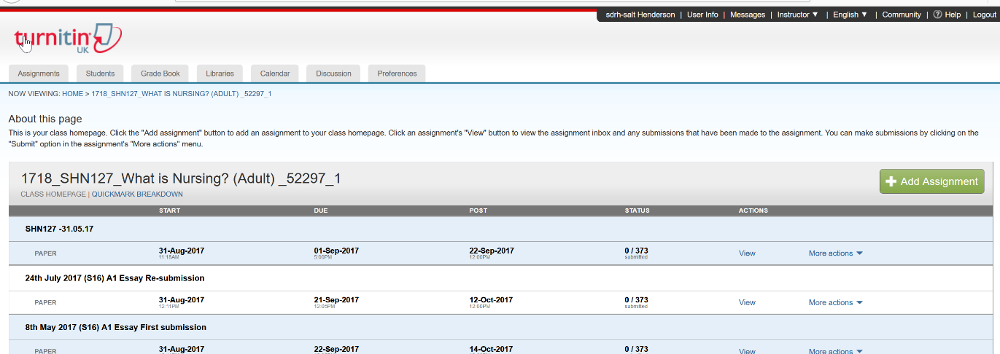 sdrh-salt Henderson | User Info | Messages | Instructor ▼ | English ▼ | Community | ? Help | Logout
turnitin UK
Assignments Students Grade Book Libraries Calendar Discussion Preferences
NOW VIEWING: HOME > 1718_SHN127_WHAT IS NURSING? (ADULT) _52297_1
About this page
This is your class homepage. Click the "Add assignment" button to add an assignment to your class homepage. Click an assignment's "View" button to view the assignment inbox and any submissions that have been made to the assignment. You can make submissions by clicking on the
"Submit" option in the assignment's "More actions" menu.
1718_SHN127_What is Nursing? (Adult) _52297_1
+ Add Assignment
CLASS HOMEPAGE | QUICKMARK BREAKDOWN
START DUE POST STATUS ACTIONS
SHN127 -31.05.17
PAPER 31-Aug-2017 01-Sep-2017 22-Sep-2017 0 / 373 View More actions ▼
11:18AM 5:00PM 12:00PM submitted
24th July 2017 (S16) A1 Essay Re-submission
PAPER 31-Aug-2017 21-Sep-2017 12-Oct-2017 0 / 373 View More actions ▼
12:11PM 12:05PM 12:00PM submitted
8th May 2017 (S16) A1 Essay First submission
PAPER 31-Aug-2017 22-Sep-2017 14-Oct-2017 0 / 373 View More actions ▼